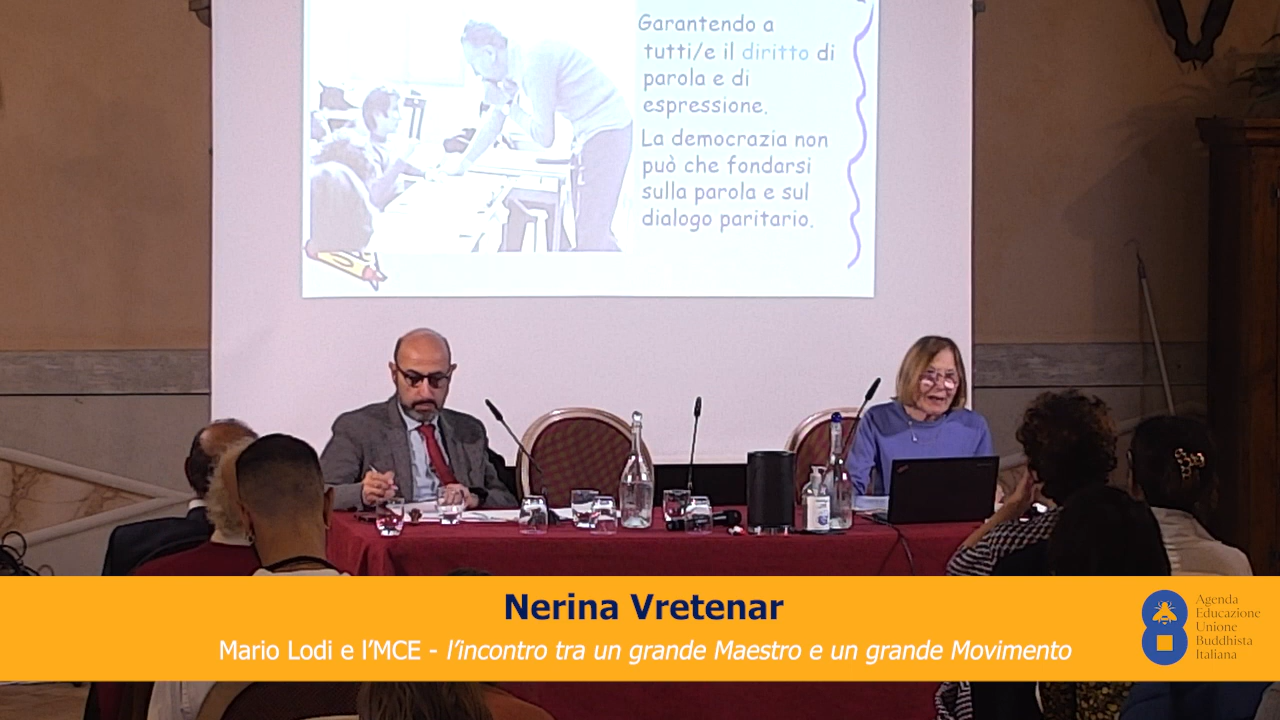 Garantendo a
tutti/e il diritto di
parola e di
espressione.
La democrazia non
può che fondarsi
sulla parola e sul
dialogo paritario.
Nerina Vretenar
Mario Lodi e l’MCE - l’incontro tra un grande Maestro e un grande Movimento
Agenda
Educazione
Unione
Buddhista
Italiana